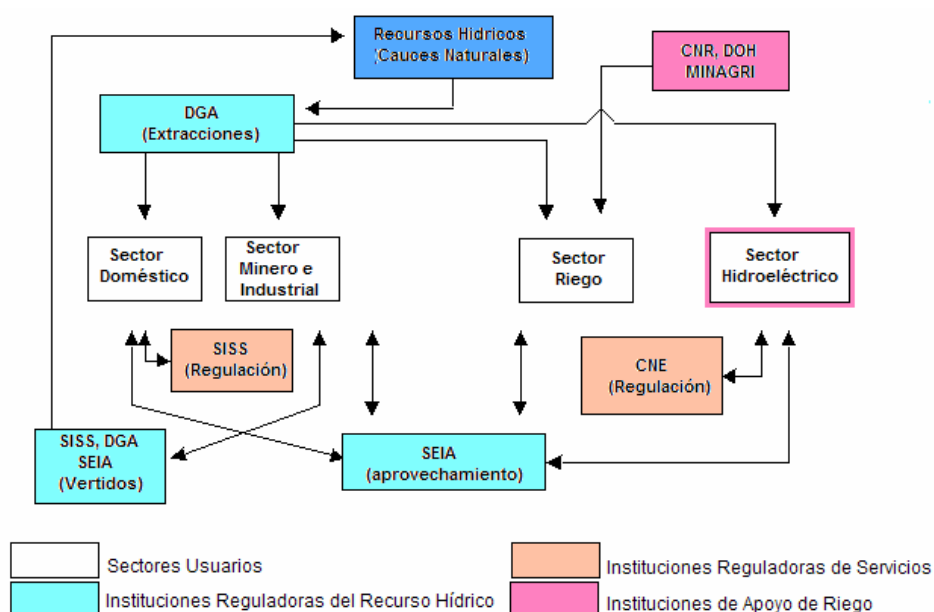 Recursos Hídricos
(Cauces Naturales)
CNR, DOH
MINAGRI
DGA
(Extracciones)
Sector
Doméstico
Sector
Minero e
Industrial
Sector
Riego
Sector
Hidroeléctrico
SISS
(Regulación)
CNE
(Regulación)
SISS, DGA
SEIA
(Vertidos)
SEIA
(aprovechamiento)
Sectores Usuarios
Instituciones Reguladoras de Servicios
Instituciones Reguladoras del Recurso Hídrico
Instituciones de Apoyo de Riego